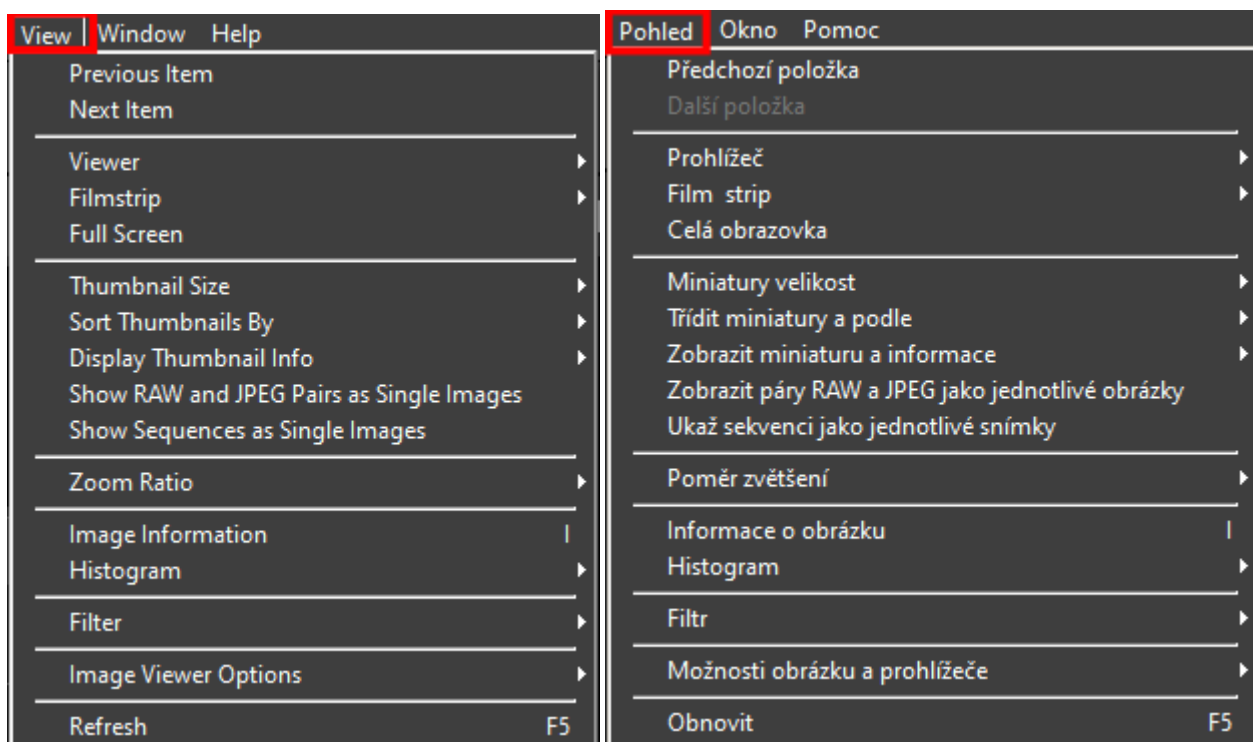 View Window Help
Previous Item
Next Item
Viewer
Filmstrip
Full Screen
Thumbnail Size
Sort Thumbnails By
Display Thumbnail Info
Show RAW and JPEG Pairs as Single Images
Show Sequences as Single Images
Zoom Ratio
Image Information I
Histogram
Filter
Image Viewer Options
Refresh F5
Pohled Okno Pomoc
Předchozí položka
Další položka
Prohlížeč
Film strip
Celá obrazovka
Miniatury velikost
Třídit miniatury a podle
Zobrazit miniaturu a informace
Zobrazit páry RAW a JPEG jako jednotlivé obrázky
Ukaž sekvenci jako jednotlivé snímky
Poměr zvětšení
Informace o obrázku I
Histogram
Filtr
Možnosti obrázku a prohlížeče
Obnovit F5